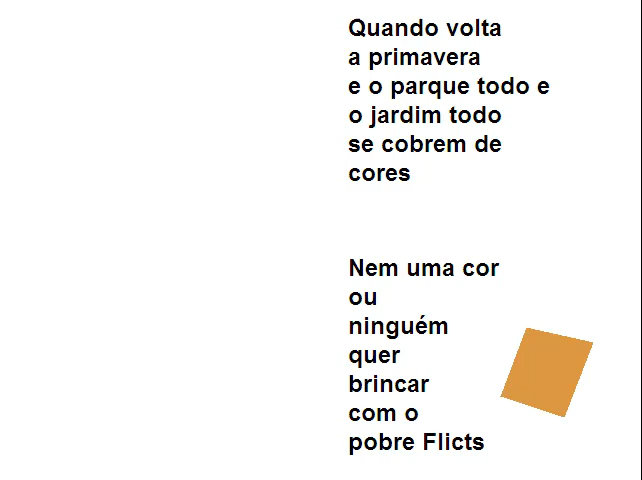 Quando volta
a primavera
e o parque todo e
o jardim todo
se cobrem de
cores
Nem uma cor
ou
ninguém
quer
brincar
com o
pobre Flicts